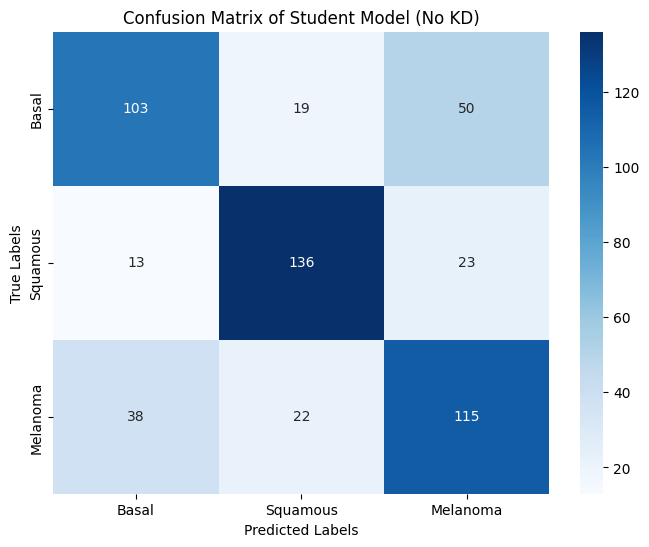 Confusion Matrix of Student Model (No KD)
True Labels
Basal
103
19
50
Squamous
13
136
23
Melanoma
38
22
115
Basal
Squamous
Melanoma
Predicted Labels
120
100
80
60
40
20